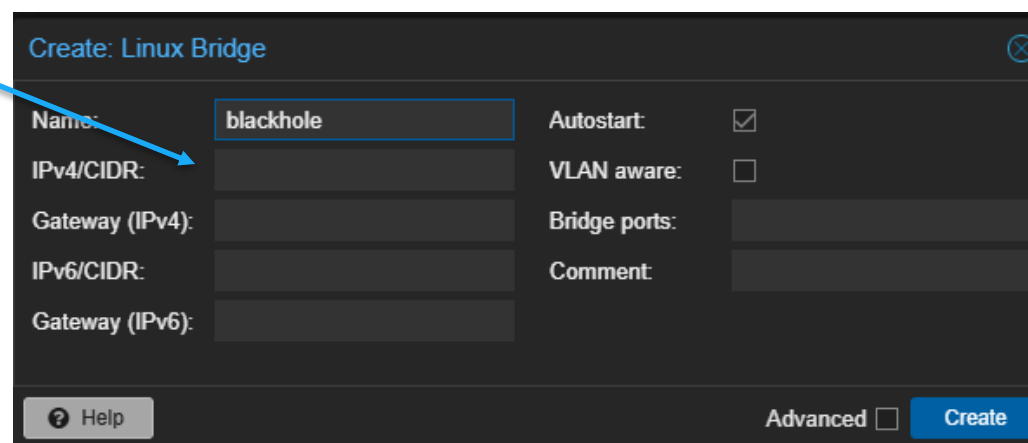 Create: Linux Bridge
Name: blackhole Autostart:
IPv4/CIDR: VLAN aware:
Gateway (IPv4): Bridge ports:
IPv6/CIDR: Comment:
Gateway (IPv6):
Help Advanced Create